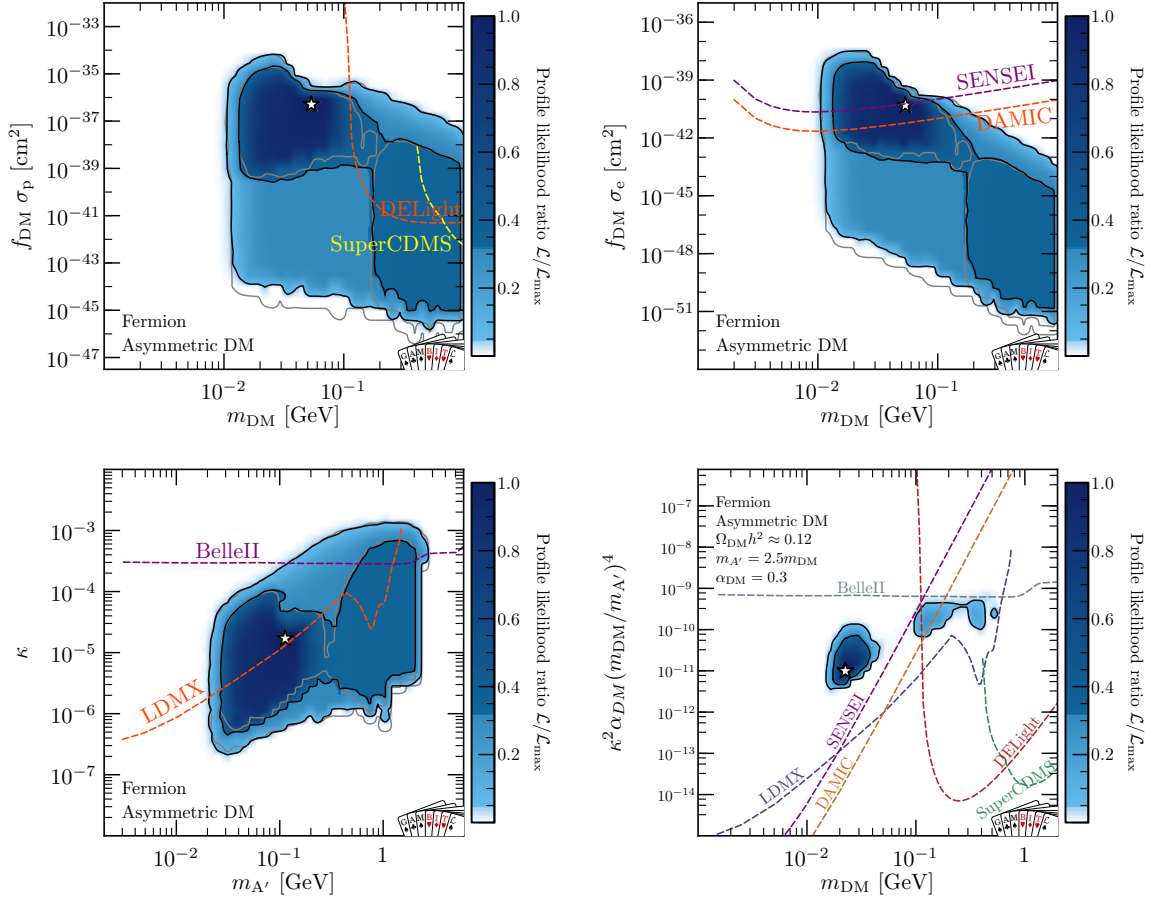 10⁻³³
10⁻³⁵
10⁻³⁷
10⁻³⁹
10⁻⁴¹
10⁻⁴³
10⁻⁴⁵
10⁻⁴⁷
f_DM σ_p [cm²]
DELight
SuperCDMS
Fermion
Asymmetric DM
GAMBIT
10⁻² 10⁻¹
m_DM [GeV]
1.0
0.8
0.6
0.4
0.2
Profile likelihood ratio ℒ/ℒ_max
10⁻³⁶
10⁻³⁹
10⁻⁴²
10⁻⁴⁵
10⁻⁴⁸
10⁻⁵¹
f_DM σ_e [cm²]
SENSEI
DAMIC
Fermion
Asymmetric DM
GAMBIT
10⁻² 10⁻¹
m_DM [GeV]
1.0
0.8
0.6
0.4
0.2
Profile likelihood ratio ℒ/ℒ_max
10⁻³
10⁻⁴
10⁻⁵
10⁻⁶
10⁻⁷
κ
BelleII
LDMX
Fermion
Asymmetric DM
GAMBIT
10⁻² 10⁻¹ 1
m_A′ [GeV]
1.0
0.8
0.6
0.4
0.2
Profile likelihood ratio ℒ/ℒ_max
10⁻⁷
10⁻⁸
10⁻⁹
10⁻¹⁰
10⁻¹¹
10⁻¹²
10⁻¹³
10⁻¹⁴
κ²α_DM(m_DM/m_A′)⁴
Fermion
Asymmetric DM
Ω_DM h² ≈ 0.12
m_A′ = 2.5m_DM
α_DM = 0.3
BelleII
SENSEI
LDMX
DAMIC
DELight
SuperCDMS
GAMBIT
10⁻² 10⁻¹ 1
m_DM [GeV]
1.0
0.8
0.6
0.4
0.2
Profile likelihood ratio ℒ/ℒ_max